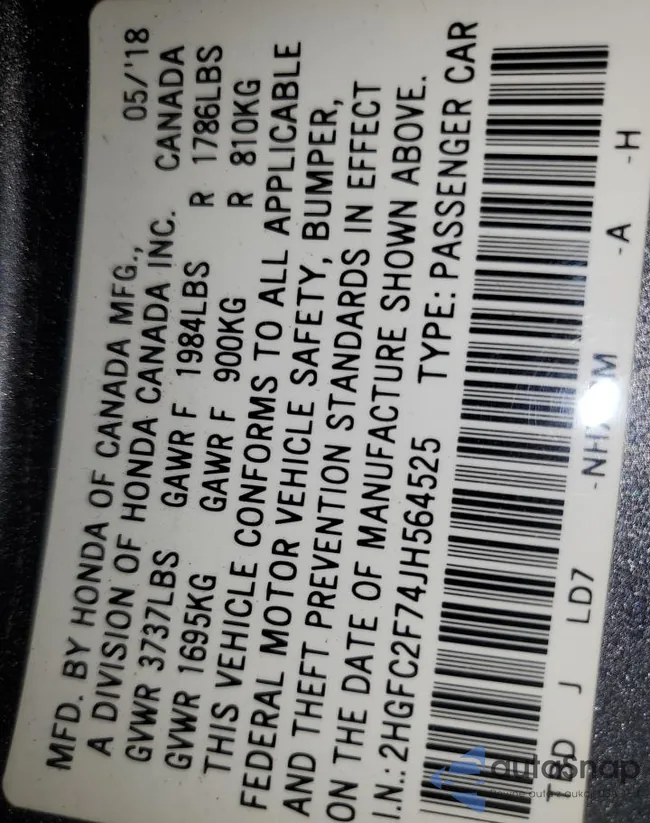 MFD. BY HONDA OF CANADA MFG., 05/'18
A DIVISION OF HONDA CANADA INC. CANADA
GVWR 3737LBS GAWR F 1984LBS R 1786LBS
GVWR 1695KG GAWR F 900KG R 810KG
THIS VEHICLE CONFORMS TO ALL APPLICABLE
FEDERAL MOTOR VEHICLE SAFETY, BUMPER,
AND THEFT PREVENTION STANDARDS IN EFFECT
ON THE DATE OF MANUFACTURE SHOWN ABOVE.
I.N.: 2HGFC2F74JH564525 TYPE: PASSENGER CAR
J LD7 -A -H
autosnap